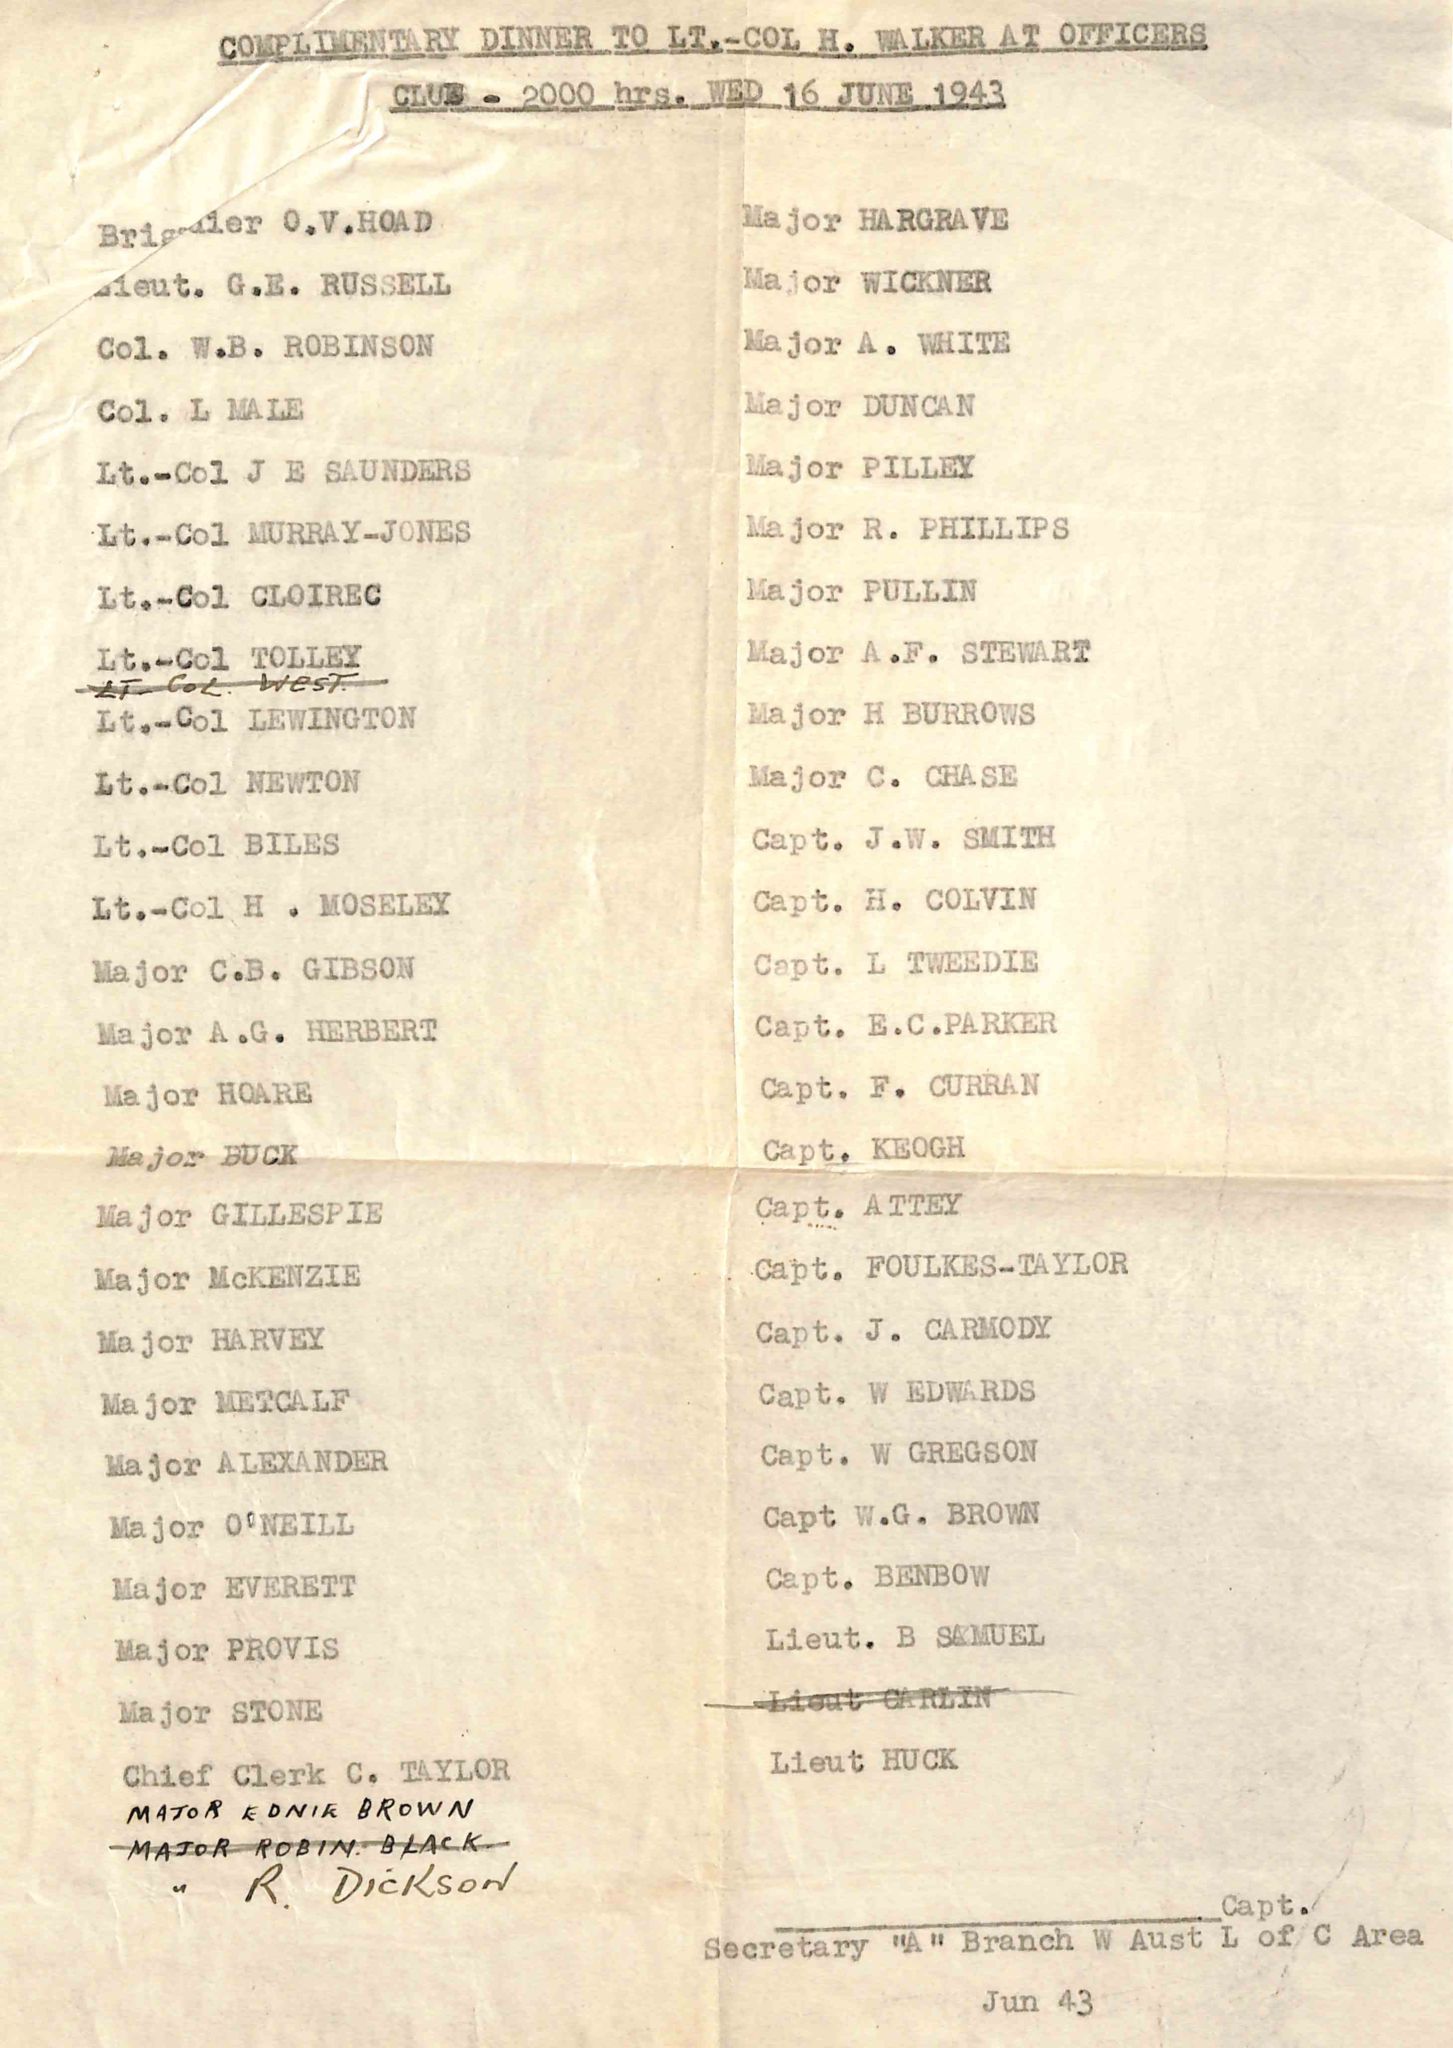 COMPLIMENTARY DINNER TO LT.-COL H. WALKER AT OFFICERS
CLUB - 2000 hrs. WED 16 JUNE 1943
Brigadier O.V.HOAD
Lieut. G.E. RUSSELL
Col. W.B. ROBINSON
Col. L MALE
Lt.-Col J E SAUNDERS
Lt.-Col MURRAY-JONES
Lt.-Col CLOIREC
Lt.-Col TOLLEY
LT. COL. WEST.
Lt.-Col LEWINGTON
Lt.-Col NEWTON
Lt.-Col BILES
Lt.-Col H . MOSELEY
Major C.B. GIBSON
Major A.G. HERBERT
Major HOARE
Major BUCK
Major GILLESPIE
Major McKENZIE
Major HARVEY
Major METCALF
Major ALEXANDER
Major O'NEILL
Major EVERETT
Major PROVIS
Major STONE
Chief Clerk C. TAYLOR
MAJOR EDNIE BROWN
MAJOR ROBIN. BLACK.
" R. DICKSON
Major HARGRAVE
Major WICKNER
Major A. WHITE
Major DUNCAN
Major PILLEY
Major R. PHILLIPS
Major PULLIN
Major A.F. STEWART
Major H BURROWS
Major C. CHASE
Capt. J.W. SMITH
Capt. H. COLVIN
Capt. L TWEEDIE
Capt. E.C.PARKER
Capt. F. CURRAN
Capt. KEOGH
Capt. ATTEY
Capt. FOULKES-TAYLOR
Capt. J. CARMODY
Capt. W EDWARDS
Capt. W GREGSON
Capt W.G. BROWN
Capt. BENBOW
Lieut. B SAMUEL
Lieut CARLIN
Lieut HUCK
Capt.
Secretary "A" Branch W Aust L of C Area
Jun 43